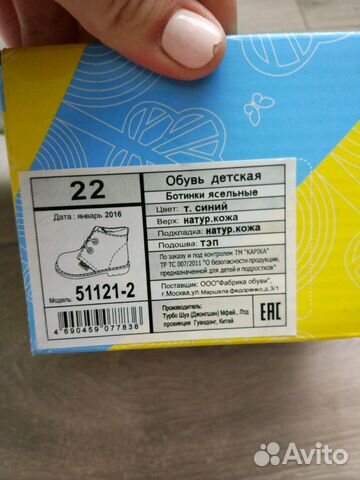 22
Дата : январь 2016
Модель: 51121-2
4 690459 077836
Обувь детская
Ботинки ясельные
Цвет: т. синий
Верх: натур.кожа
Подкладка: натур.кожа
Подошва: тэп
По заказу и под контролем ТМ "KAPIKA"
ТР ТС 007/2011 "О безопасности продукции,
предназначенной для детей и подростков"
Поставщик: ООО"Фабрика обуви",
г.Москва,ул.Маршала Федоренко,д.3/1
Производитель:
Турбо Шуз (Джонгшан) Мфай., Лтд
провинция Гуандонг, Китай
EAC
Avito